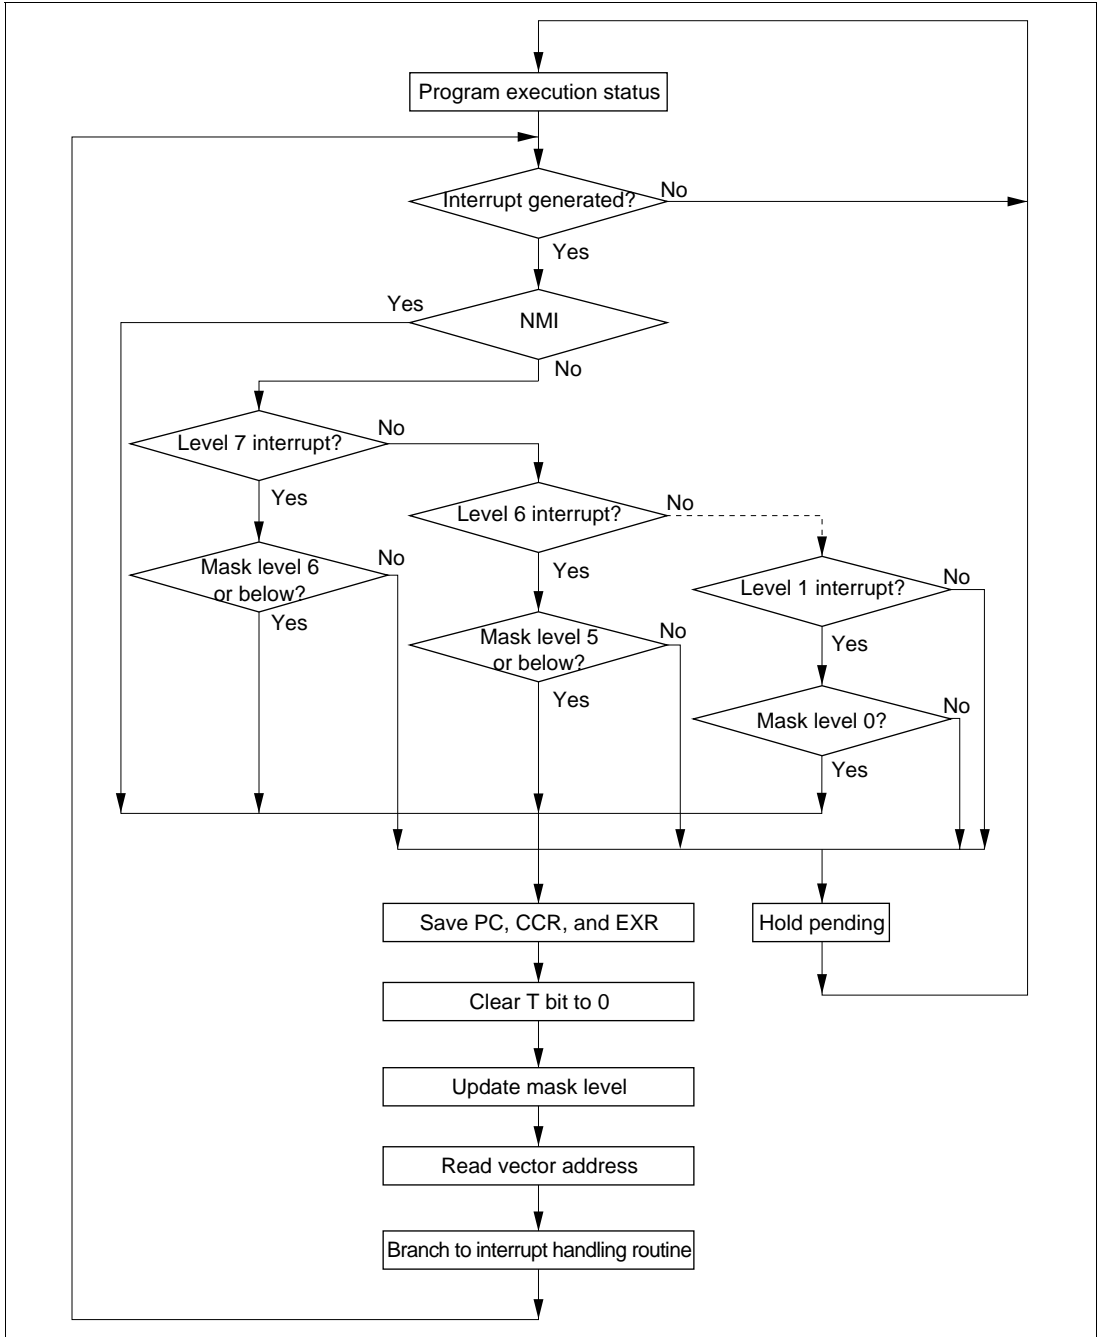 Program execution status
Interrupt generated?
No
Yes
Yes
NMI
No
Level 7 interrupt?
No
Yes
Level 6 interrupt?
No
Mask level 6
or below?
No
Yes
Yes
Level 1 interrupt?
No
Mask level 5
or below?
No
Yes
Yes
Mask level 0?
No
Yes
Save PC, CCR, and EXR
Hold pending
Clear T bit to 0
Update mask level
Read vector address
Branch to interrupt handling routine